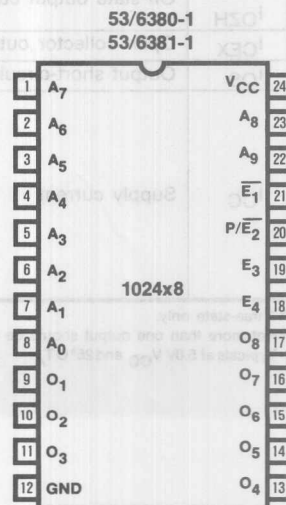 53/6380-1
53/6381-1
1 A7 VCC 24
2 A6 A8 23
3 A5 A9 22
4 A4 E̅1̅ 21
5 A3 P/E̅2̅ 20
6 A2 E3 19
1024x8
7 A1 E4 18
8 A0 O8 17
9 O1 O7 16
10 O2 O6 15
11 O3 O5 14
12 GND O4 13